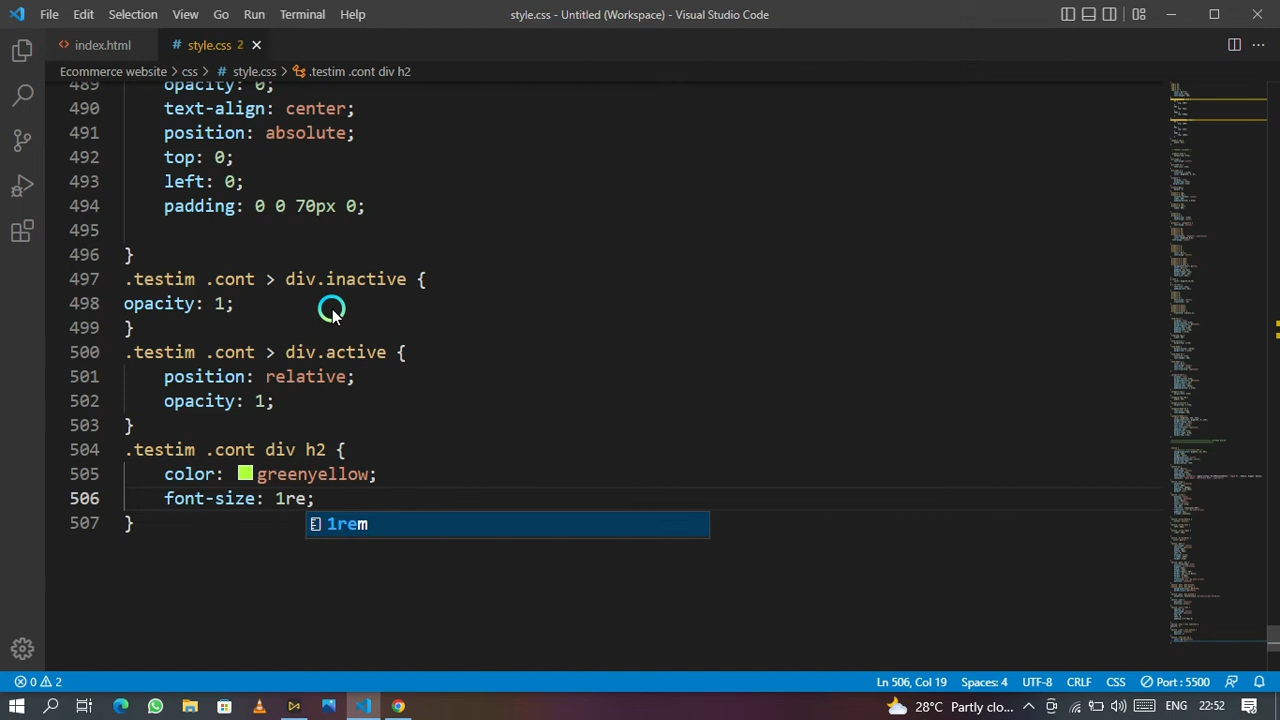 File Edit Selection View Go Run Terminal Help style.css - Untitled (Workspace) - Visual Studio Code
index.html # style.css 2
Ecommerce website > css > # style.css > .testim .cont div h2
489 opacity: 0;
490 text-align: center;
491 position: absolute;
492 top: 0;
493 left: 0;
494 padding: 0 0 70px 0;
495
496 }
497 .testim .cont > div.inactive {
498 opacity: 1;
499 }
500 .testim .cont > div.active {
501 position: relative;
502 opacity: 1;
503 }
504 .testim .cont div h2 {
505 color: greenyellow;
506 font-size: 1re;
1rem
507 }
0 2 Ln 506, Col 19 Spaces: 4 UTF-8 CRLF CSS Port : 5500
28°C Partly clo... ENG 22:52